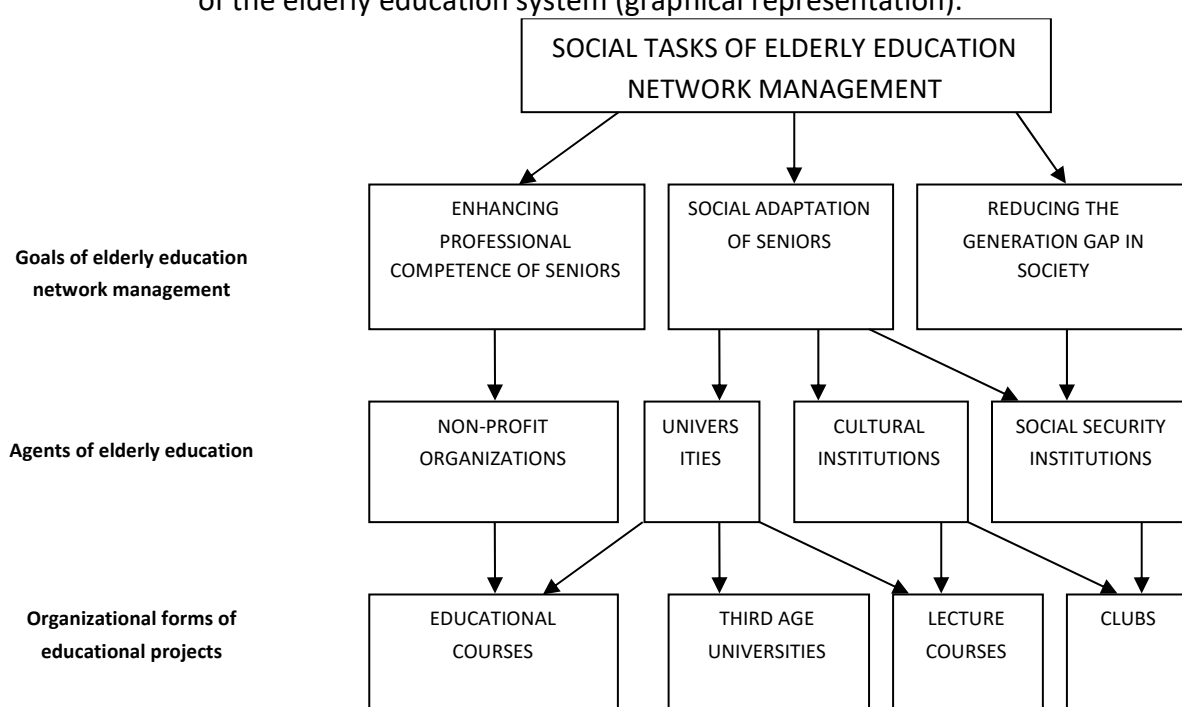 of the elderly education system (graphical representation).
SOCIAL TASKS OF ELDERLY EDUCATION
NETWORK MANAGEMENT
Goals of elderly education
network management
ENHANCING
PROFESSIONAL
COMPETENCE OF SENIORS
SOCIAL ADAPTATION
OF SENIORS
REDUCING THE
GENERATION GAP IN
SOCIETY
Agents of elderly education
NON-PROFIT
ORGANIZATIONS
UNIVERS
ITIES
CULTURAL
INSTITUTIONS
SOCIAL SECURITY
INSTITUTIONS
Organizational forms of
educational projects
EDUCATIONAL
COURSES
THIRD AGE
UNIVERSITIES
LECTURE
COURSES
CLUBS